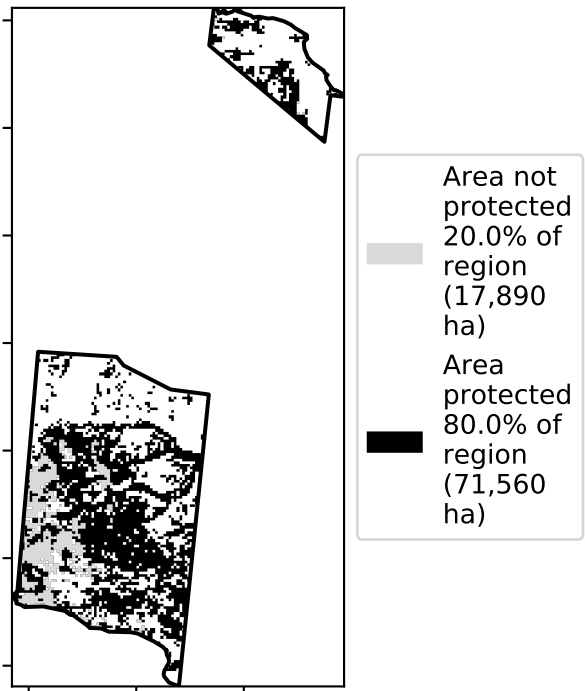 Area not
protected
20.0% of
region
(17,890
ha)
Area
protected
80.0% of
region
(71,560
ha)